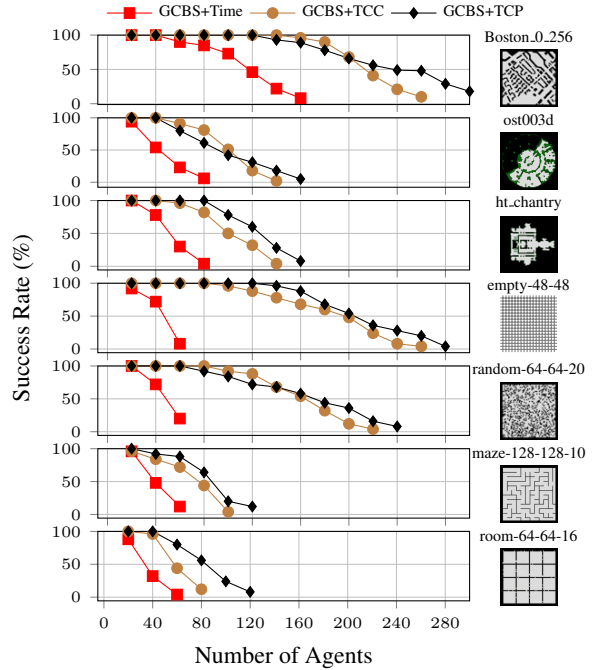 GCBS+Time GCBS+TCC GCBS+TCP
Boston_0_256
100
50
0
ost003d
100
50
0
ht_chantry
100
50
0
empty-48-48
100
50
0
random-64-64-20
100
50
0
maze-128-128-10
100
50
0
room-64-64-16
100
50
0
Success Rate (%)
0 40 80 120 160 200 240 280
Number of Agents